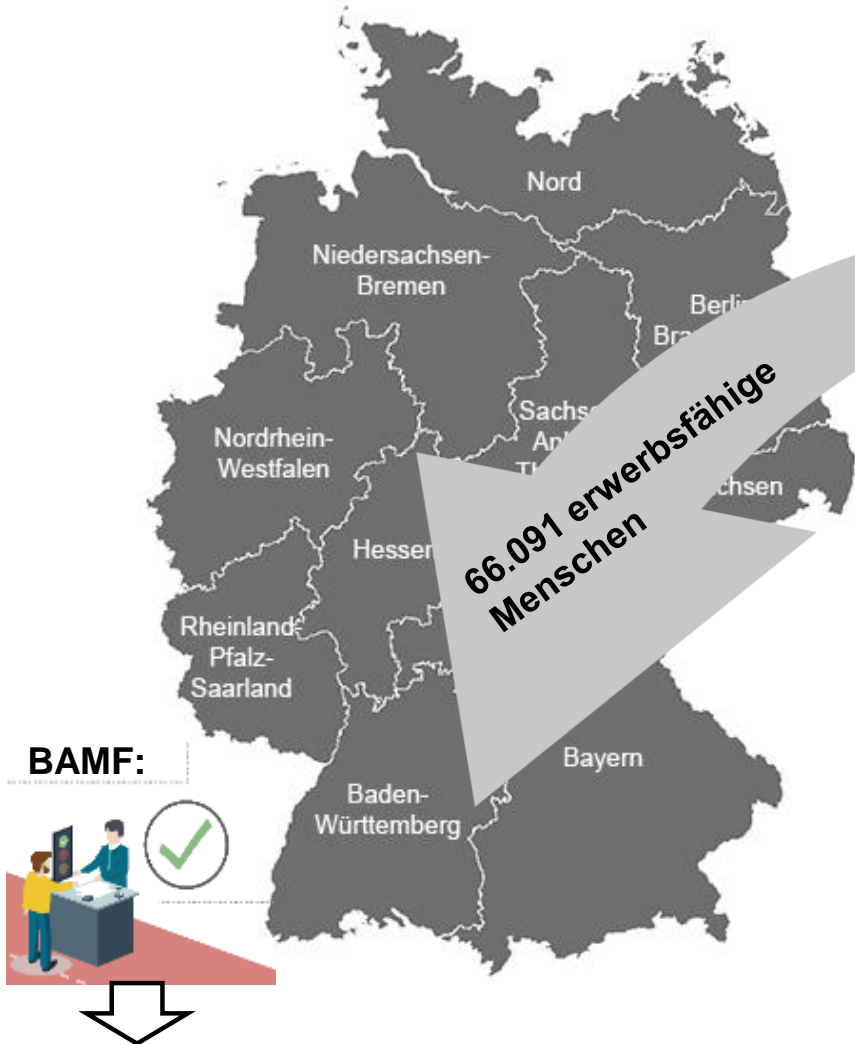 Nord
Niedersachsen-
Bremen
Nordrhein-
Westfalen
Hessen
66.091 erwerbsfähige
Menschen
Rheinland-
Pfalz-
Saarland
BAMF:
Bayern
Baden-
Württemberg